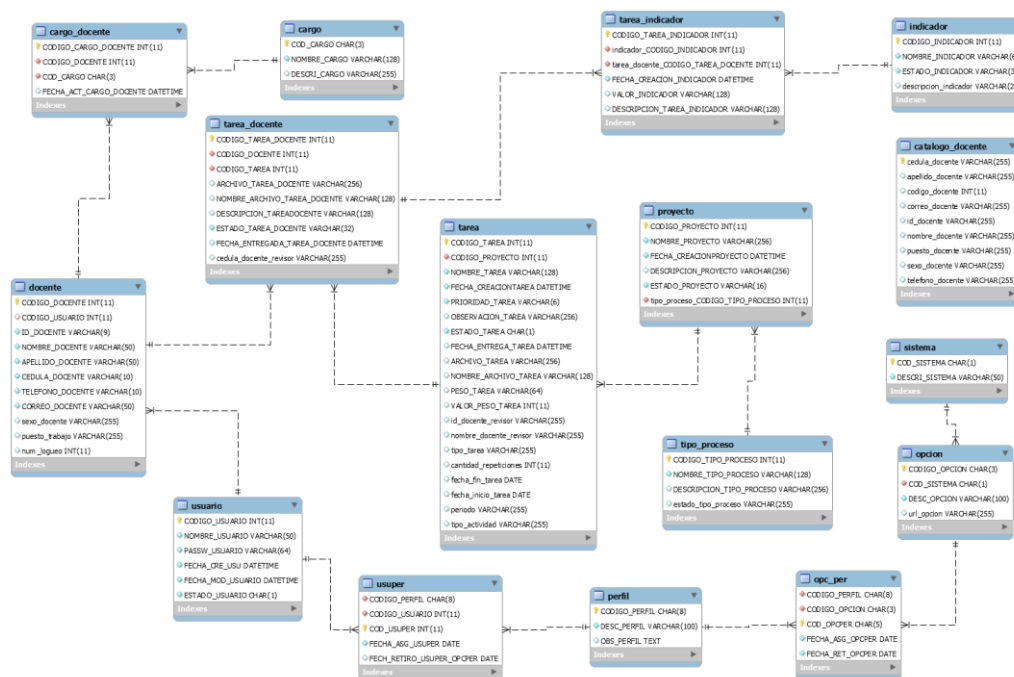 cargo_docente
CODIGO_CARGO_DOCENTE INT(11)
CODIGO_DOCENTE INT(11)
COD_CARGO CHAR(3)
FECHA_ACT_CARGO_DOCENTE DATETIME
Indexes
cargo
COD_CARGO CHAR(3)
NOMBRE_CARGO VARCHAR(128)
DESCRI_CARGO VARCHAR(255)
Indexes
tarea_indicador
CODIGO_TAREA_INDICADOR INT(11)
indicador_CODIGO_INDICADOR INT(11)
tarea_docente_CODIGO_TAREA_DOCENTE INT(11)
FECHA_CREACION_INDICADOR DATETIME
VALOR_INDICADOR VARCHAR(128)
DESCRIPCION_TAREA_INDICADOR VARCHAR(128)
Indexes
indicador
CODIGO_INDICADOR INT(11)
NOMBRE_INDICADOR VARCHAR(6
ESTADO_INDICADOR VARCHAR(3
descripcion_indicador VARCHAR(2
Indexes
tarea_docente
CODIGO_TAREA_DOCENTE INT(11)
CODIGO_DOCENTE INT(11)
CODIGO_TAREA INT(11)
ARCHIVO_TAREA_DOCENTE VARCHAR(256)
NOMBRE_ARCHIVO_TAREA_DOCENTE VARCHAR(128)
DESCRIPCION_TAREADOCENTE VARCHAR(128)
ESTADO_TAREA_DOCENTE VARCHAR(32)
FECHA_ENTREGADA_TAREA_DOCENTE DATETIME
cedula_docente_revisor VARCHAR(255)
Indexes
catalogo_docente
cedula_docente VARCHAR(255)
apellido_docente VARCHAR(255)
codigo_docente INT(11)
correo_docente VARCHAR(255)
id_docente VARCHAR(255)
nombre_docente VARCHAR(255)
puesto_docente VARCHAR(255)
sexo_docente VARCHAR(255)
telefono_docente VARCHAR(255)
Indexes
proyecto
CODIGO_PROYECTO INT(11)
NOMBRE_PROYECTO VARCHAR(256)
FECHA_CREACIONPROYECTO DATETIME
DESCRIPCION_PROYECTO VARCHAR(256)
ESTADO_PROYECTO VARCHAR(16)
tipo_proceso_CODIGO_TIPO_PROCESO INT(11)
Indexes
tarea
CODIGO_TAREA INT(11)
CODIGO_PROYECTO INT(11)
NOMBRE_TAREA VARCHAR(128)
FECHA_CREACIONTAREA DATETIME
PRIORIDAD_TAREA VARCHAR(6)
OBSERVACION_TAREA VARCHAR(256)
ESTADO_TAREA CHAR(1)
FECHA_ENTREGA_TAREA DATETIME
ARCHIVO_TAREA VARCHAR(256)
NOMBRE_ARCHIVO_TAREA VARCHAR(128)
PESO_TAREA VARCHAR(64)
VALOR_PESO_TAREA INT(11)
id_docente_revisor VARCHAR(255)
nombre_docente_revisor VARCHAR(255)
tipo_tarea VARCHAR(255)
cantidad_repeticiones INT(11)
fecha_fin_tarea DATE
fecha_inicio_tarea DATE
periodo VARCHAR(255)
tipo_actividad VARCHAR(255)
Indexes
docente
CODIGO_DOCENTE INT(11)
CODIGO_USUARIO INT(11)
ID_DOCENTE VARCHAR(9)
NOMBRE_DOCENTE VARCHAR(50)
APELLIDO_DOCENTE VARCHAR(50)
CEDULA_DOCENTE VARCHAR(10)
TELEFONO_DOCENTE VARCHAR(10)
CORREO_DOCENTE VARCHAR(50)
sexo_docente VARCHAR(255)
puesto_trabajo VARCHAR(255)
num_logueo INT(11)
Indexes
sistema
COD_SISTEMA CHAR(1)
DESCRI_SISTEMA VARCHAR(50)
Indexes
tipo_proceso
CODIGO_TIPO_PROCESO INT(11)
NOMBRE_TIPO_PROCESO VARCHAR(128)
DESCRIPCION_TIPO_PROCESO VARCHAR(256)
estado_tipo_proceso VARCHAR(255)
Indexes
opcion
CODIGO_OPCION CHAR(3)
COD_SISTEMA CHAR(1)
DESC_OPCION VARCHAR(100)
url_opcion VARCHAR(255)
Indexes
usuario
CODIGO_USUARIO INT(11)
NOMBRE_USUARIO VARCHAR(50)
PASSW_USUARIO VARCHAR(64)
FECHA_CRE_USU DATETIME
FECHA_MOD_USUARIO DATETIME
ESTADO_USUARIO CHAR(1)
Indexes
usuper
CODIGO_PERFIL CHAR(8)
CODIGO_USUARIO INT(11)
COD_USUPER INT(11)
FECHA_ASG_USUPER DATE
FECH_RETIRO_USUPER_OPCPER DATE
Indexes
perfil
CODIGO_PERFIL CHAR(8)
DESC_PERFIL VARCHAR(100)
OBS_PERFIL TEXT
Indexes
opc_per
CODIGO_PERFIL CHAR(8)
CODIGO_OPCION CHAR(3)
COD_OPCPER CHAR(5)
FECHA_ASG_OPCPER DATE
FECHA_RET_OPCPER DATE
Indexes